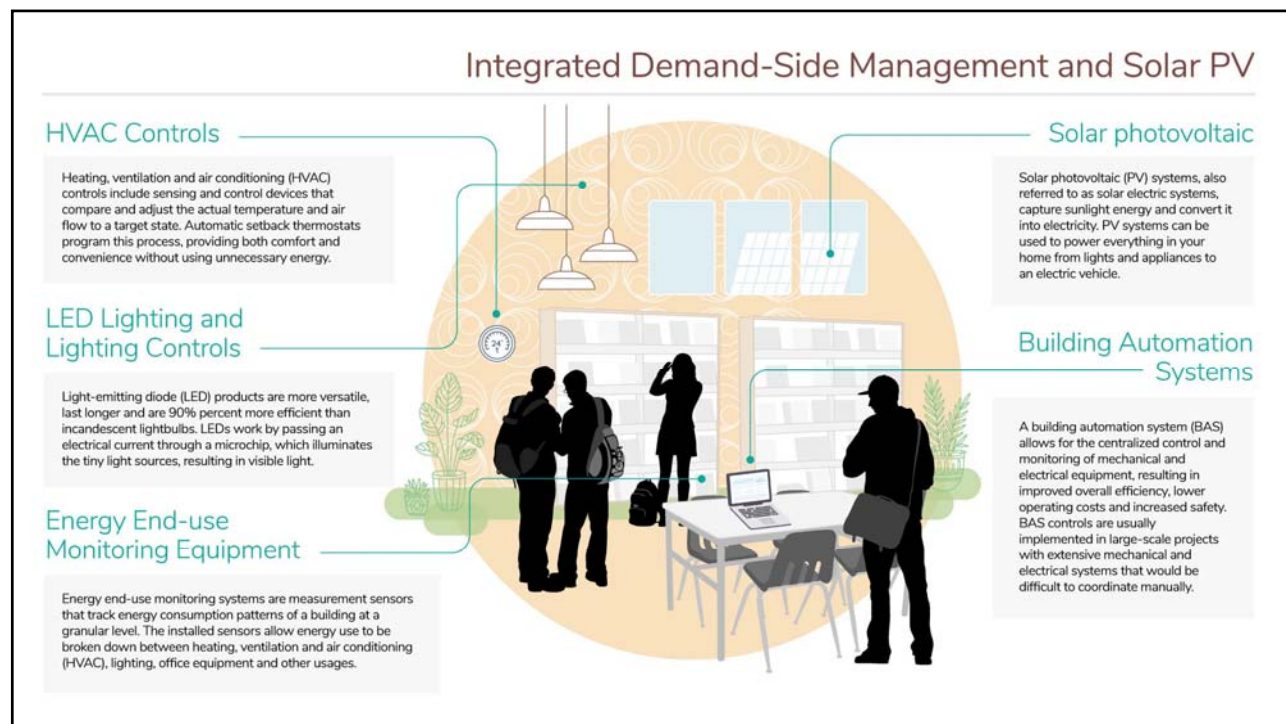 Integrated Demand-Side Management and Solar PV
HVAC Controls
Heating, ventilation and air conditioning (HVAC)
controls include sensing and control devices that
compare and adjust the actual temperature and air
flow to a target state. Automatic setback thermostats
program this process, providing both comfort and
convenience without using unnecessary energy.
LED Lighting and
Lighting Controls
Light-emitting diode (LED) products are more versatile,
last longer and are 90% percent more efficient than
incandescent lightbulbs. LEDs work by passing an
electrical current through a microchip, which illuminates
the tiny light sources, resulting in visible light.
Energy End-use
Monitoring Equipment
Energy end-use monitoring systems are measurement sensors
that track energy consumption patterns of a building at a
granular level. The installed sensors allow energy use to be
broken down between heating, ventilation and air conditioning
(HVAC), lighting, office equipment and other usages.
24°
Solar photovoltaic
Solar photovoltaic (PV) systems, also
referred to as solar electric systems,
capture sunlight energy and convert it
into electricity. PV systems can be
used to power everything in your
home from lights and appliances to
an electric vehicle.
Building Automation
Systems
A building automation system (BAS)
allows for the centralized control and
monitoring of mechanical and
electrical equipment, resulting in
improved overall efficiency, lower
operating costs and increased safety.
BAS controls are usually
implemented in large-scale projects
with extensive mechanical and
electrical systems that would be
difficult to coordinate manually.